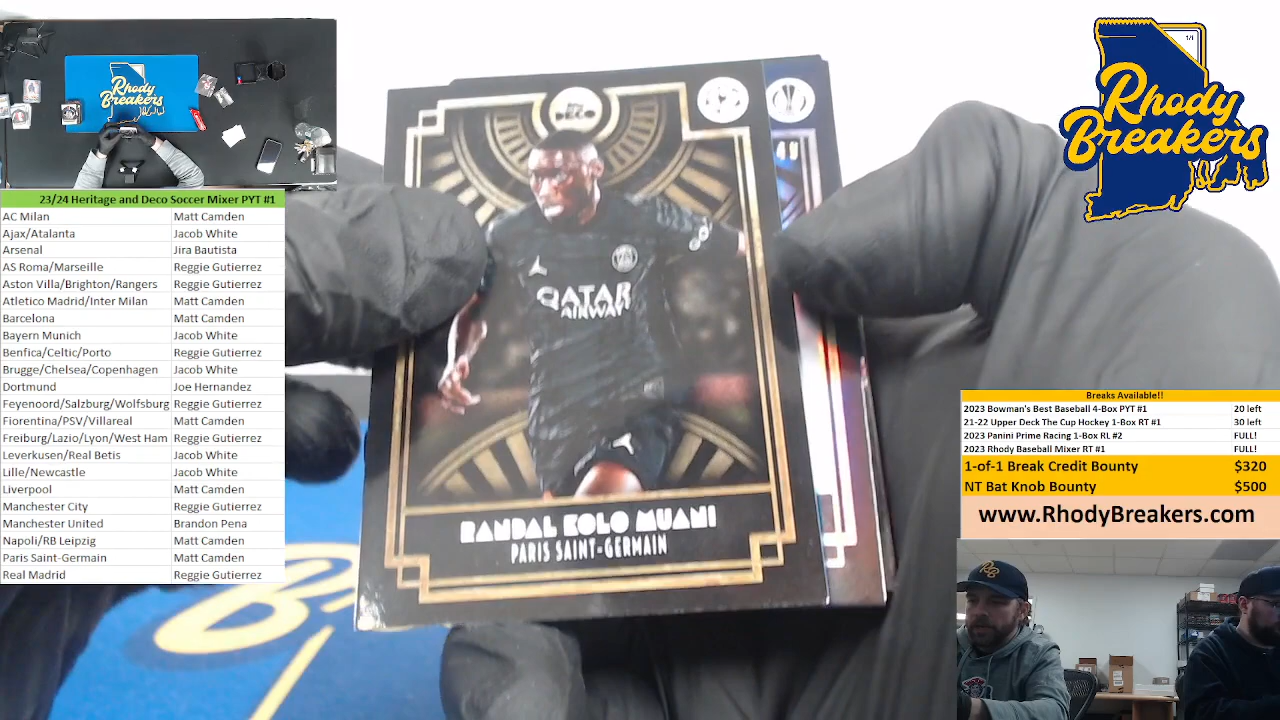 Rhody
Breakers
23/24 Heritage and Deco Soccer Mixer PYT #1
AC Milan Matt Camden
Ajax/Atalanta Jacob White
Arsenal Jira Bautista
AS Roma/Marseille Reggie Gutierrez
Aston Villa/Brighton/Rangers Reggie Gutierrez
Atletico Madrid/Inter Milan Matt Camden
Barcelona Matt Camden
Bayern Munich Jacob White
Benfica/Celtic/Porto Reggie Gutierrez
Brugge/Chelsea/Copenhagen Jacob White
Dortmund Joe Hernandez
Feyenoord/Salzburg/Wolfsburg Reggie Gutierrez
Fiorentina/PSV/Villareal Matt Camden
Freiburg/Lazio/Lyon/West Ham Reggie Gutierrez
Leverkusen/Real Betis Jacob White
Lille/Newcastle Jacob White
Liverpool Matt Camden
Manchester City Reggie Gutierrez
Manchester United Brandon Pena
Napoli/RB Leipzig Matt Camden
Paris Saint-Germain Matt Camden
Real Madrid Reggie Gutierrez
DECO
QATAR
AIRWAY
RANDAL KOLO MUANI
PARIS SAINT-GERMAIN
1/1
Rhody
Breakers
Breaks Available!!
2023 Bowman's Best Baseball 4-Box PYT #1 20 left
21-22 Upper Deck The Cup Hockey 1-Box RT #1 30 left
2023 Panini Prime Racing 1-Box RL #2 FULL!
2023 Rhody Baseball Mixer RT #1 FULL!
1-of-1 Break Credit Bounty $320
NT Bat Knob Bounty $500
www.RhodyBreakers.com
RB